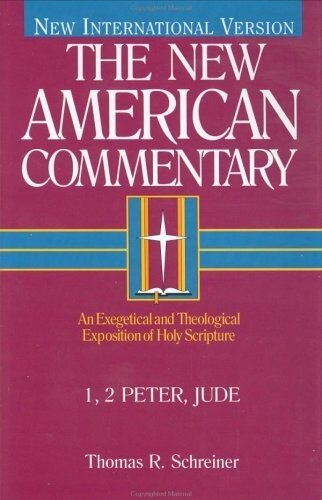 NEW INTERNATIONAL VERSION
THE NEW
AMERICAN
COMMENTARY
An Exegetical and Theological
Exposition of Holy Scripture
1, 2 PETER, JUDE
Thomas R. Schreiner